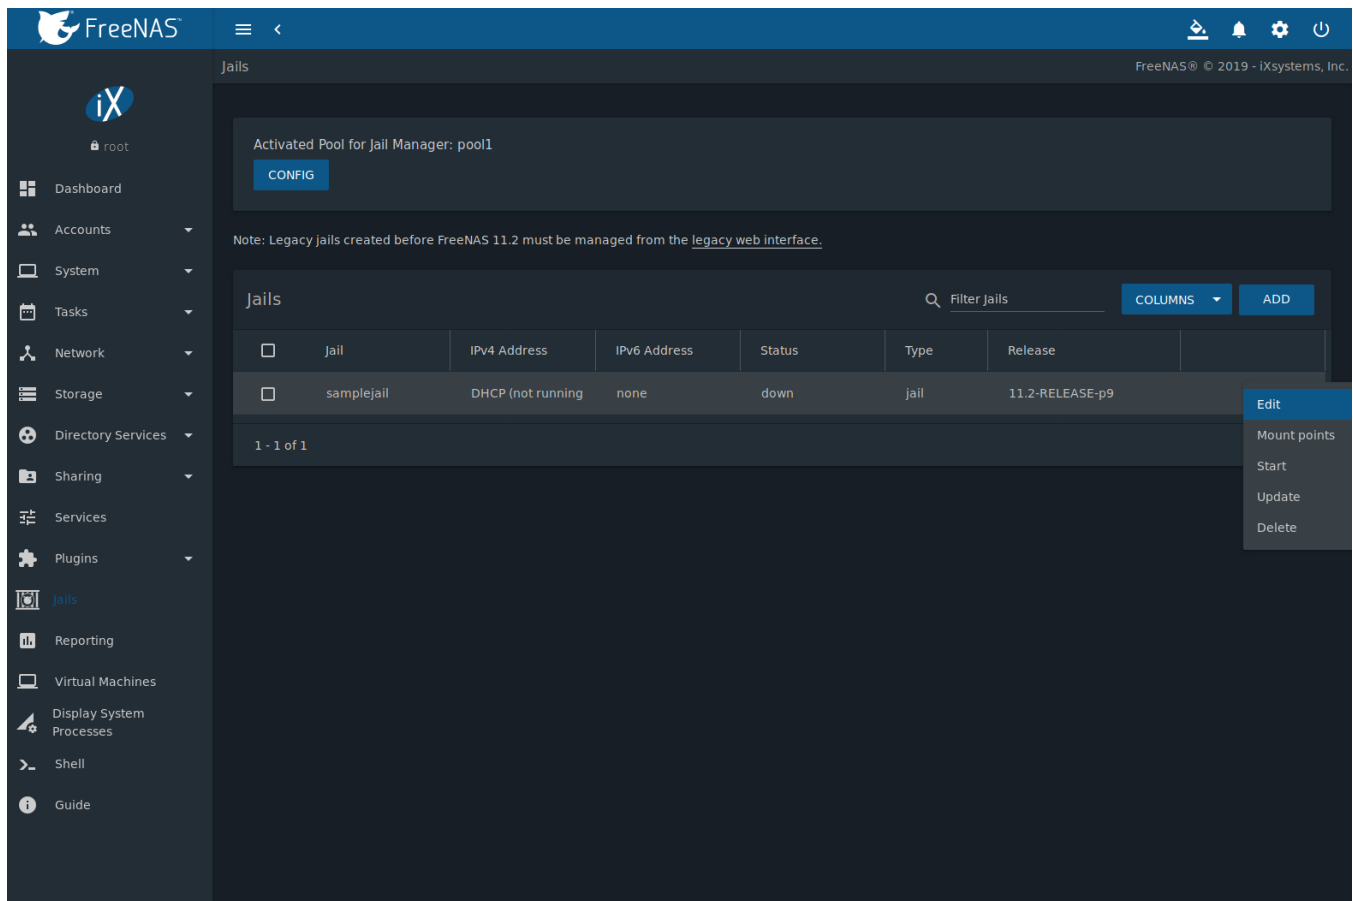 FreeNAS™
Jails
FreeNAS® © 2019 - iXsystems, Inc.
iX
root
Dashboard
Accounts
System
Tasks
Network
Storage
Directory Services
Sharing
Services
Plugins
Jails
Reporting
Virtual Machines
Display System
Processes
Shell
Guide
Activated Pool for Jail Manager: pool1
CONFIG
Note: Legacy jails created before FreeNAS 11.2 must be managed from the legacy web interface.
Jails
Filter Jails
COLUMNS
ADD
Jail IPv4 Address IPv6 Address Status Type Release
samplejail DHCP (not running none down jail 11.2-RELEASE-p9
1 - 1 of 1
Edit
Mount points
Start
Update
Delete